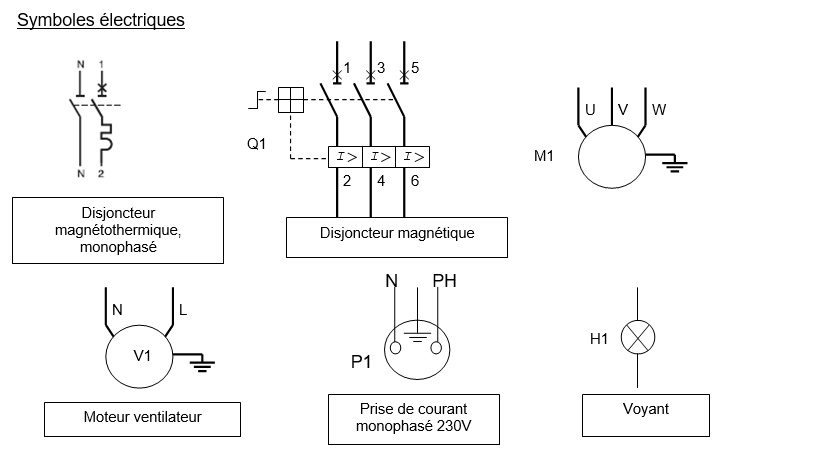 Symboles électriques
N 1
N 2
Disjoncteur
magnétothermique,
monophasé
1 3 5
Q1
I> I> I>
2 4 6
Disjoncteur magnétique
U V W
M1
N L
V1
Moteur ventilateur
N PH
P1
Prise de courant
monophasé 230V
H1
Voyant